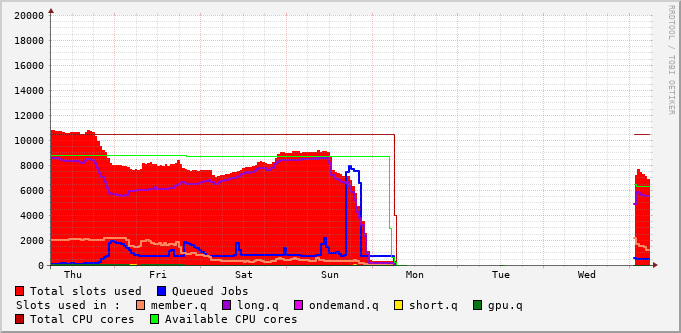 20000
18000
16000
14000
12000
10000
8000
6000
4000
2000
0
Thu Fri Sat Sun Mon Tue Wed
RRDTOOL / TOBI OETIKER
Total slots used Queued Jobs
Slots used in : member.q long.q ondemand.q short.q gpu.q
Total CPU cores Available CPU cores